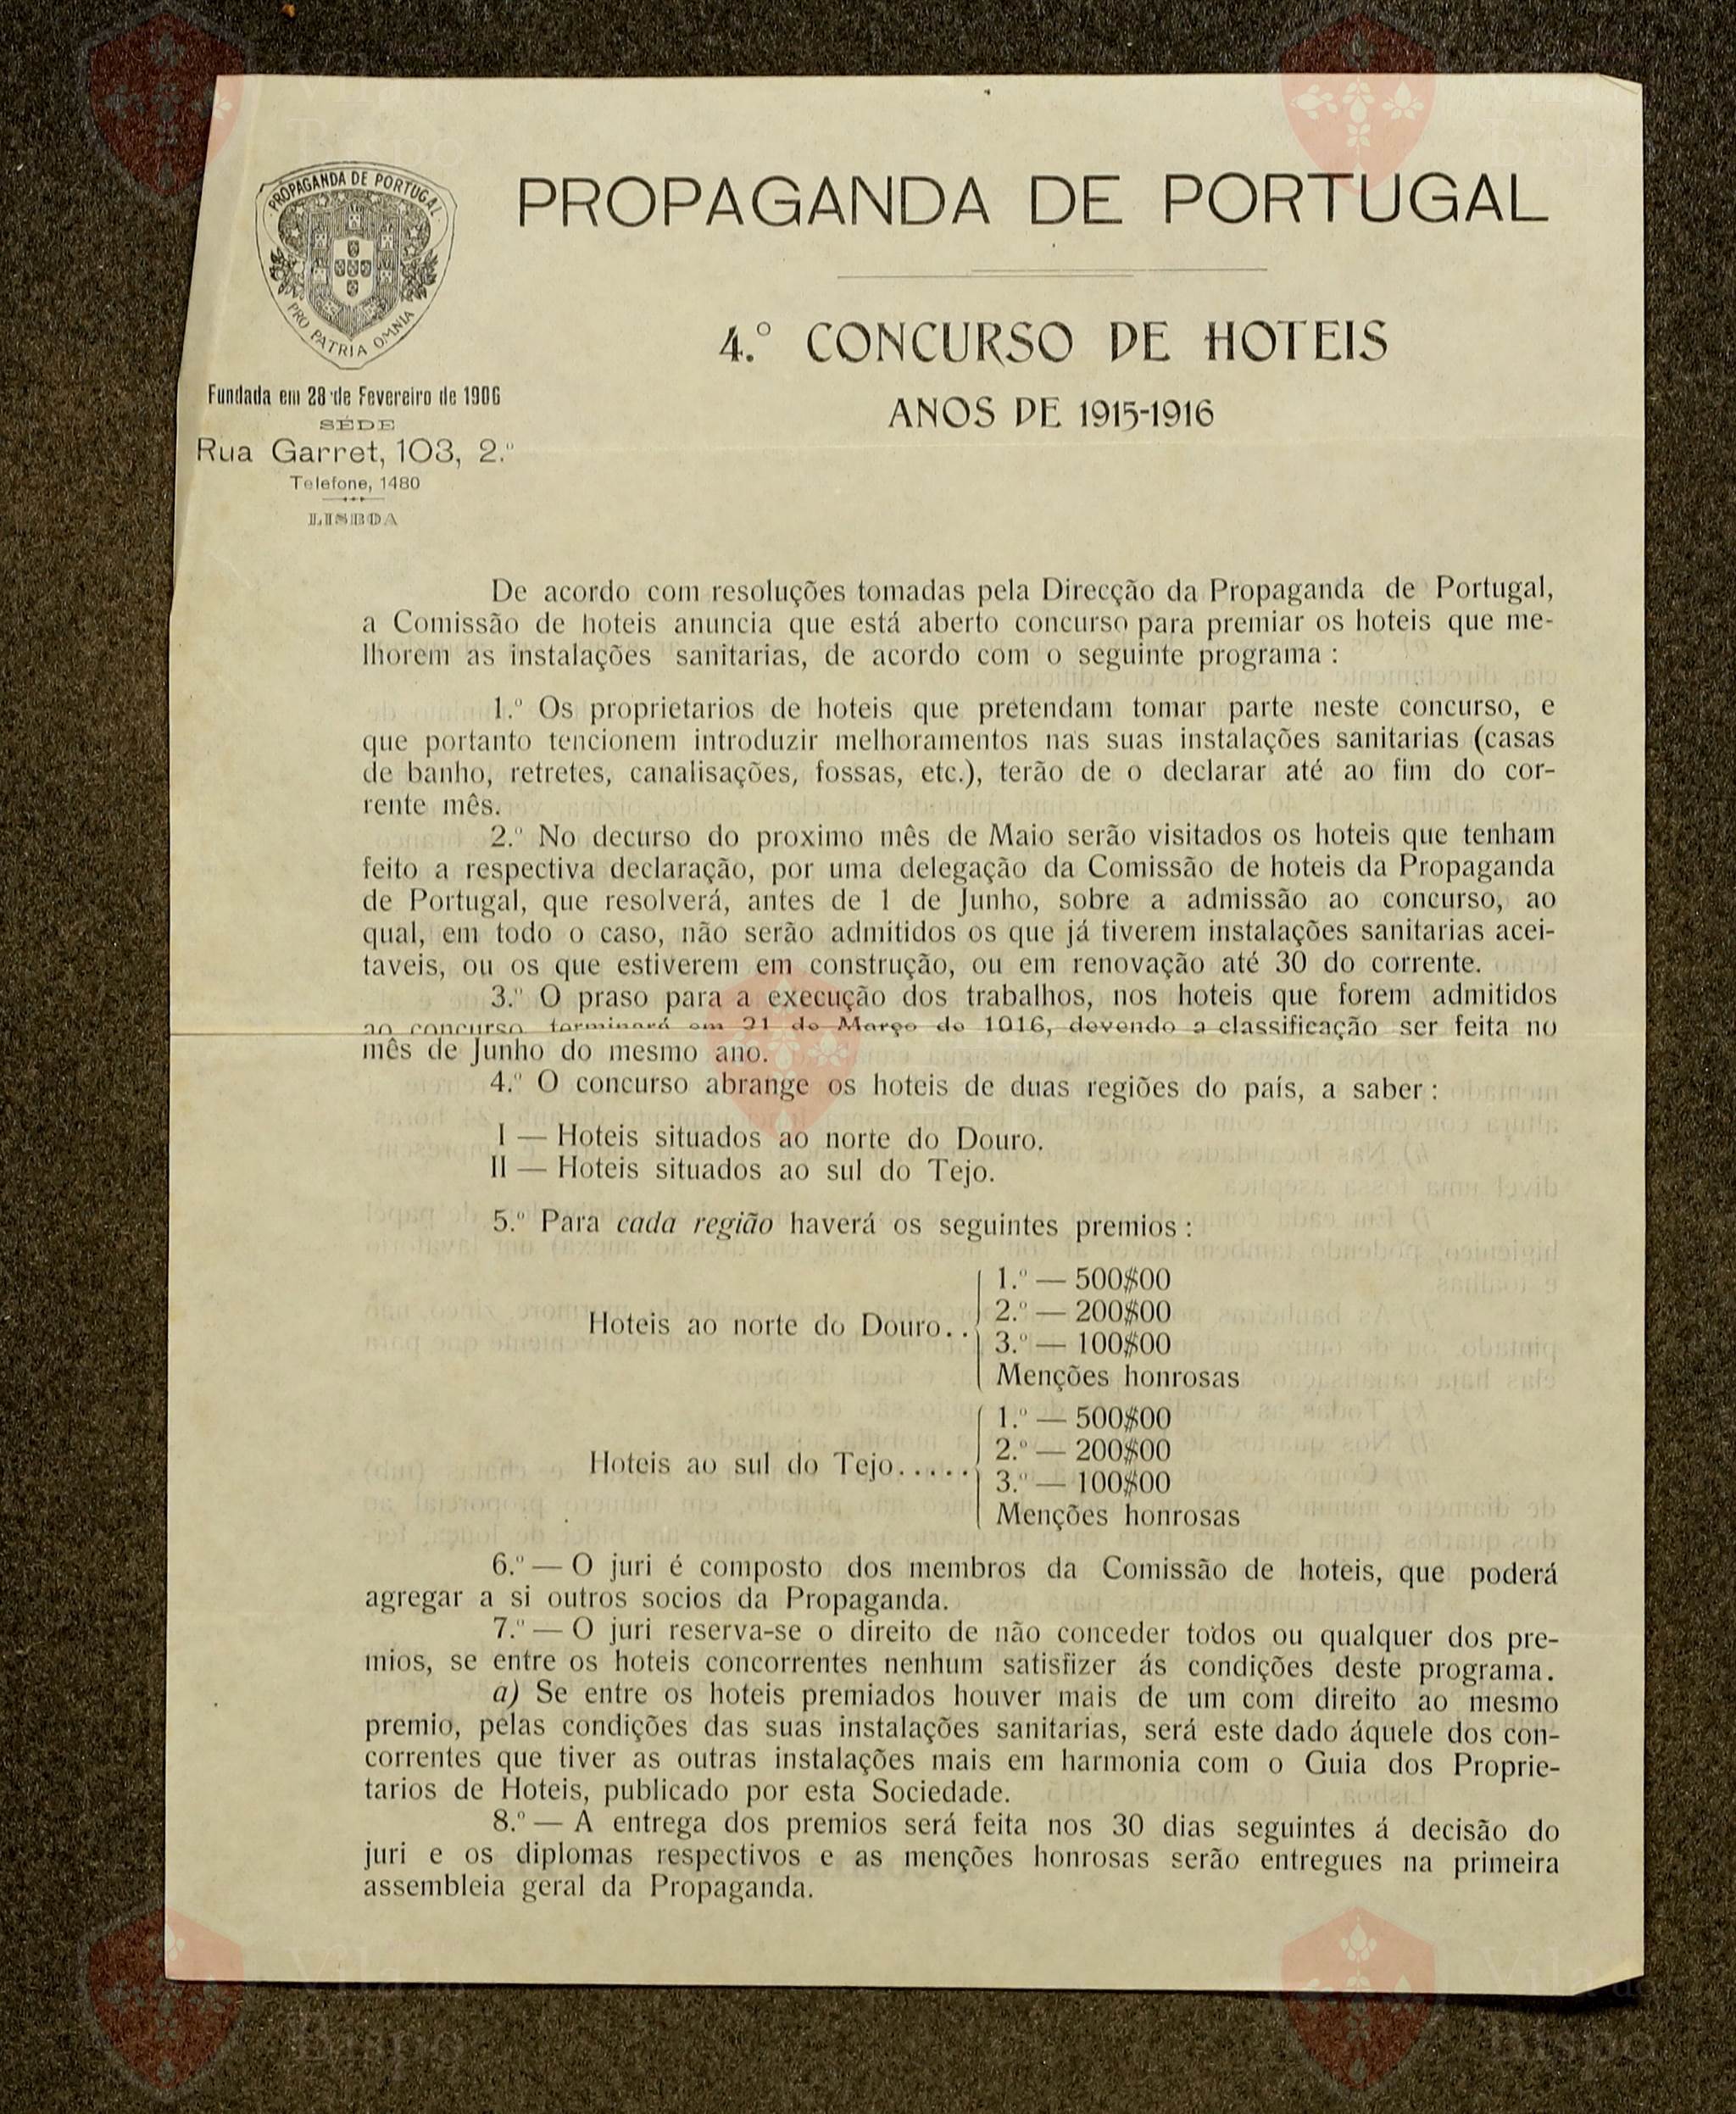 PROPAGANDA DE PORTUGAL
PRO PATRIA OMNIA
Fundada em 28 de Fevereiro de 1906
SÉDE
Rua Garret, 103, 2.º
Telefone, 1480
LISBOA
PROPAGANDA DE PORTUGAL
4.º CONCURSO DE HOTEIS
ANOS DE 1915-1916
De acordo com resoluções tomadas pela Direcção da Propaganda de Portugal,
a Comissão de hoteis anuncia que está aberto concurso para premiar os hoteis que me-
lhorem as instalações sanitarias, de acordo com o seguinte programa :
1.º Os proprietarios de hoteis que pretendam tomar parte neste concurso, e
que portanto tencionem introduzir melhoramentos nas suas instalações sanitarias (casas
de banho, retretes, canalisações, fossas, etc.), terão de o declarar até ao fim do cor-
rente mês.
2.º No decurso do proximo mês de Maio serão visitados os hoteis que tenham
feito a respectiva declaração, por uma delegação da Comissão de hoteis da Propaganda
de Portugal, que resolverá, antes de 1 de Junho, sobre a admissão ao concurso, ao
qual, em todo o caso, não serão admitidos os que já tiverem instalações sanitarias acei-
taveis, ou os que estiverem em construção, ou em renovação até 30 do corrente.
3.º O praso para a execução dos trabalhos, nos hoteis que forem admitidos
ao concurso terminará em de Março de 1916, devendo a classificação ser feita no
mês de Junho do mesmo ano.
4.º O concurso abrange os hoteis de duas regiões do país, a saber :
I — Hoteis situados ao norte do Douro.
II — Hoteis situados ao sul do Tejo.
5.º Para cada região haverá os seguintes premios :
Hoteis ao norte do Douro..
1.º — 500$00
2.º — 200$00
3.º — 100$00
Menções honrosas
Hoteis ao sul do Tejo.....
1.º — 500$00
2.º — 200$00
3.º — 100$00
Menções honrosas
6.º — O juri é composto dos membros da Comissão de hoteis, que poderá
agregar a si outros socios da Propaganda.
7.º — O juri reserva-se o direito de não conceder todos ou qualquer dos pre-
mios, se entre os hoteis concorrentes nenhum satisfizer ás condições deste programa.
a) Se entre os hoteis premiados houver mais de um com direito ao mesmo
premio, pelas condições das suas instalações sanitarias, será este dado áquele dos con-
correntes que tiver as outras instalações mais em harmonia com o Guia dos Proprie-
tarios de Hoteis, publicado por esta Sociedade.
8.º — A entrega dos premios será feita nos 30 dias seguintes á decisão do
juri e os diplomas respectivos e as menções honrosas serão entregues na primeira
assembleia geral da Propaganda.
Vila do
Bispo